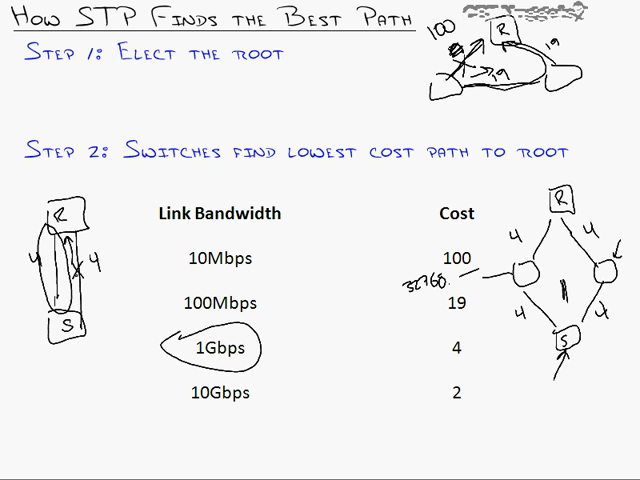 How STP Finds the Best Path
100
R
19
19
Step 1: Elect the root
Step 2: Switches find lowest cost path to root
R
Link Bandwidth Cost
R
4 4
10Mbps 100
4 4
32768.
100Mbps 19
4 4
S
1Gbps 4
S
10Gbps 2